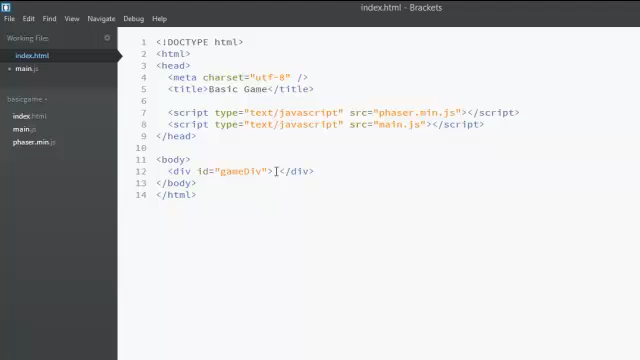 index.html - Brackets
File Edit Find View Navigate Debug Help
Working Files
index.html
main.js
basicgame
index.html
main.js
phaser.min.js
1 <!DOCTYPE html>
2 <html>
3 <head>
4 <meta charset="utf-8" />
5 <title>Basic Game</title>
6
7 <script type="text/javascript" src="phaser.min.js"></script>
8 <script type="text/javascript" src="main.js"></script>
9 </head>
10
11 <body>
12 <div id="gameDiv"> </div>
13 </body>
14 </html>